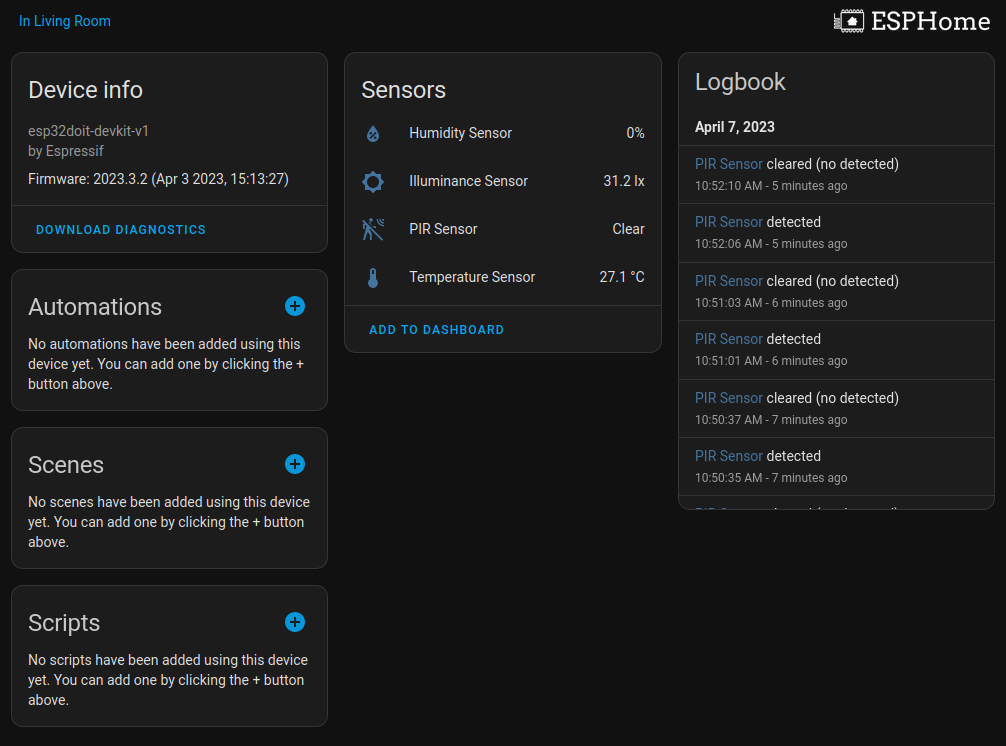 In Living Room
ESPHome
Device info
esp32doit-devkit-v1
by Espressif
Firmware: 2023.3.2 (Apr 3 2023, 15:13:27)
DOWNLOAD DIAGNOSTICS
Automations
No automations have been added using this
device yet. You can add one by clicking the +
button above.
Scenes
No scenes have been added using this device
yet. You can add one by clicking the + button
above.
Scripts
No scripts have been added using this device
yet. You can add one by clicking the + button
above.
Sensors
Humidity Sensor 0%
Illuminance Sensor 31.2 lx
PIR Sensor Clear
Temperature Sensor 27.1 °C
ADD TO DASHBOARD
Logbook
April 7, 2023
PIR Sensor cleared (no detected)
10:52:10 AM - 5 minutes ago
PIR Sensor detected
10:52:06 AM - 5 minutes ago
PIR Sensor cleared (no detected)
10:51:03 AM - 6 minutes ago
PIR Sensor detected
10:51:01 AM - 6 minutes ago
PIR Sensor cleared (no detected)
10:50:37 AM - 7 minutes ago
PIR Sensor detected
10:50:35 AM - 7 minutes ago